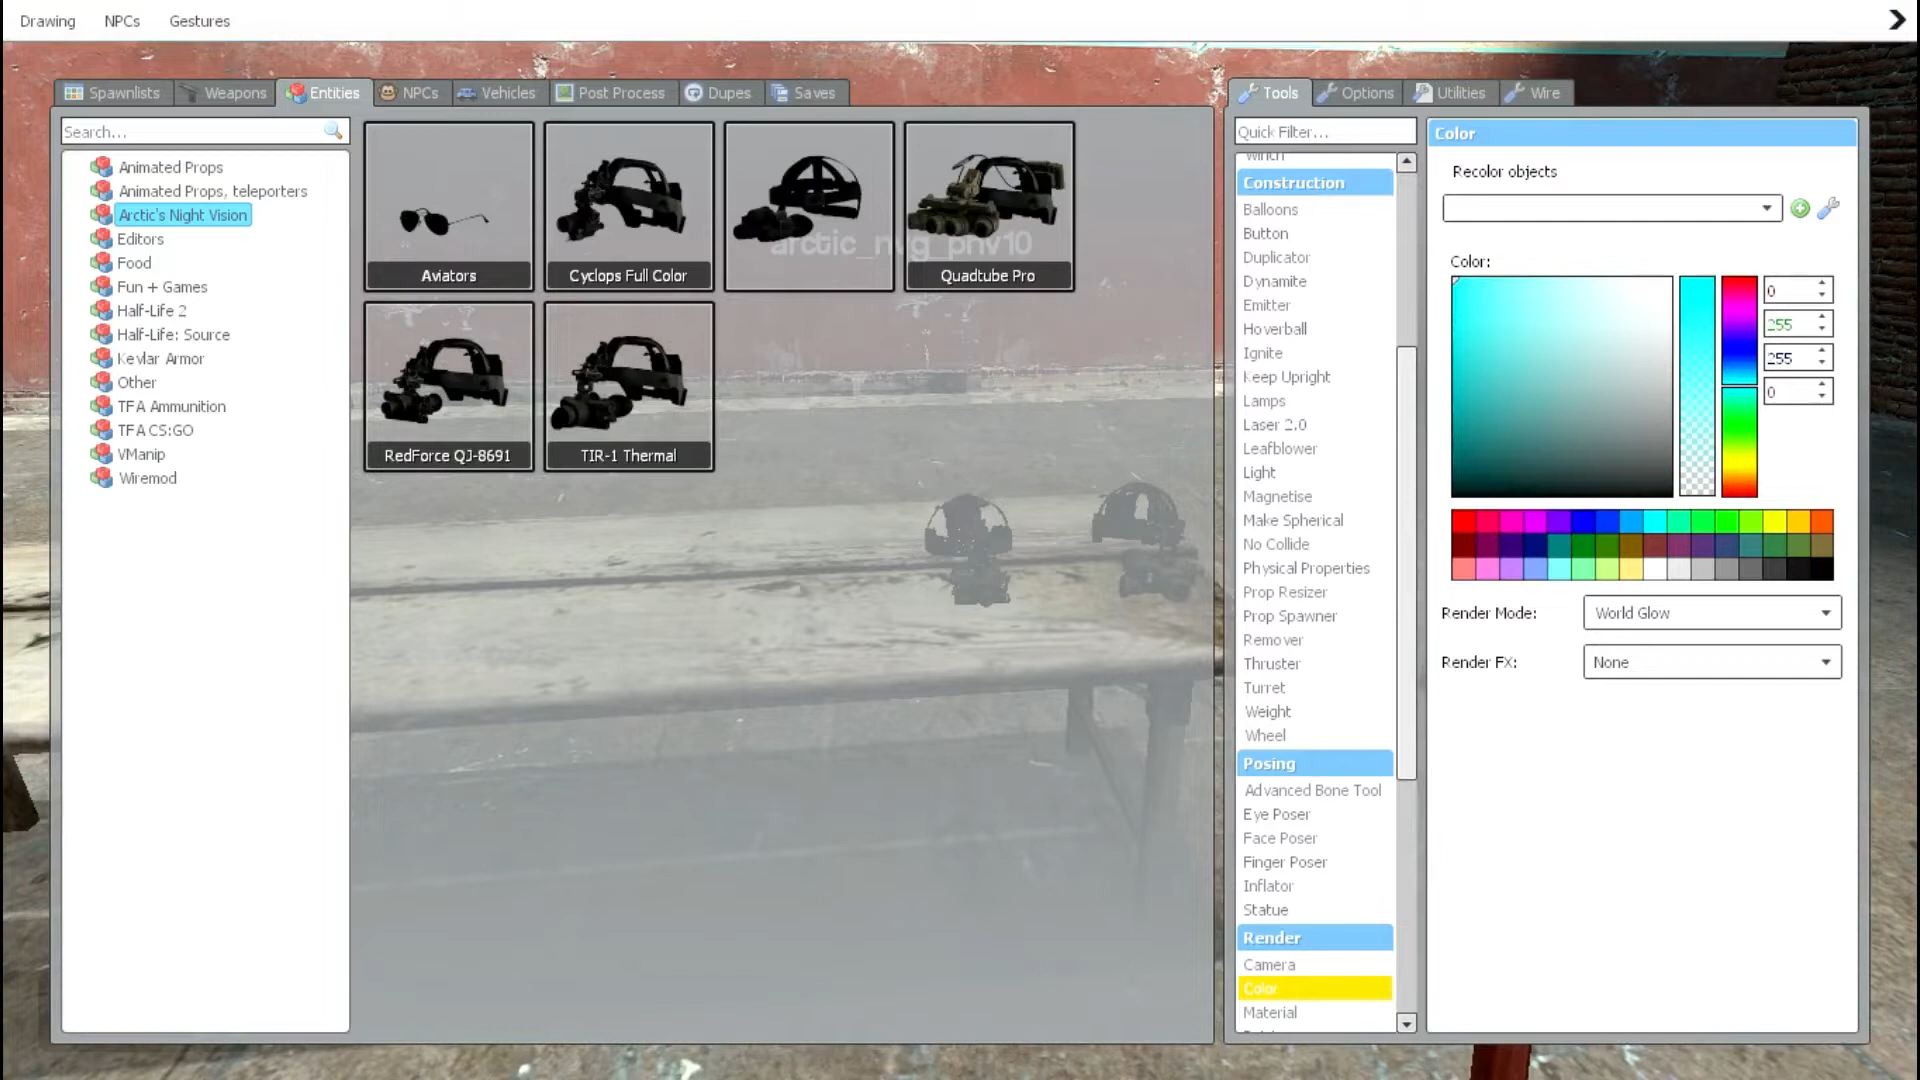 Drawing NPCs Gestures
Spawnlists Weapons Entities NPCs Vehicles Post Process Dupes Saves
Search...
Animated Props
Animated Props, teleporters
Arctic's Night Vision
Editors
Food
Fun + Games
Half-Life 2
Half-Life: Source
Kevlar Armor
Other
TFA Ammunition
TFA CS:GO
VManip
Wiremod
Aviators
Cyclops Full Color
arctic_nvg_pnv10
Quadtube Pro
RedForce QJ-8691
TIR-1 Thermal
Tools Options Utilities Wire
Quick Filter...
Winch
Construction
Balloons
Button
Duplicator
Dynamite
Emitter
Hoverball
Ignite
Keep Upright
Lamps
Laser 2.0
Leafblower
Light
Magnetise
Make Spherical
No Collide
Physical Properties
Prop Resizer
Prop Spawner
Remover
Thruster
Turret
Weight
Wheel
Posing
Advanced Bone Tool
Eye Poser
Face Poser
Finger Poser
Inflator
Statue
Render
Camera
Color
Material
Color
Recolor objects
Color:
0
255
255
0
Render Mode: World Glow
Render FX: None